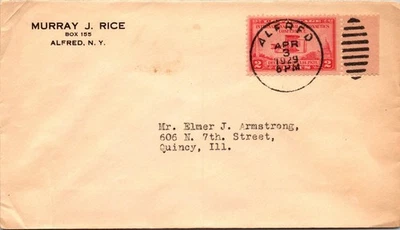 MURRAY J. RICE
BOX 155
ALFRED, N.Y.
ALFRED
APR
3
1929
6 PM
2 2
Mr. Elmer J. Armstrong,
606 N. 7th. Street,
Quincy, Ill.